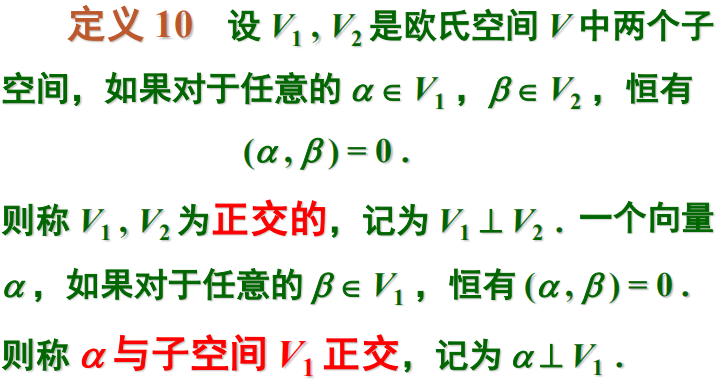 定义 10 设 V₁ , V₂ 是欧氏空间 V 中两个子
空间，如果对于任意的 α ∈ V₁ ，β ∈ V₂ ，恒有
(α , β ) = 0 .
则称 V₁ , V₂ 为正交的，记为 V₁ ⊥ V₂ . 一个向量
α ，如果对于任意的 β ∈ V₁ ，恒有 (α , β ) = 0 .
则称 α 与子空间 V₁ 正交，记为 α ⊥ V₁ .